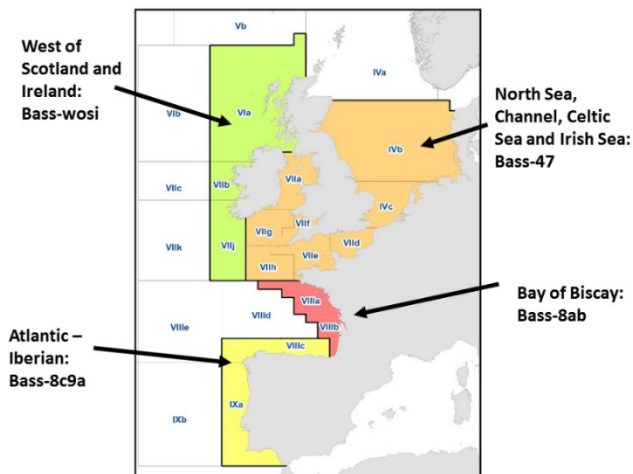 Vb
West of
Scotland and
Ireland:
Bass-wosi
IVa
VIa
VIb
North Sea,
Channel, Celtic
Sea and Irish Sea:
Bass-47
IVb
VIIc
VIIb
VIIa
IVc
VIIk
VIIj
VIIg
VIIf
VIId
VIIe
VIIh
VIIIa
Bay of Biscay:
Bass-8ab
VIIIe
VIIId
VIIIb
Atlantic –
Iberian:
Bass-8c9a
VIIIc
IXb
IXa